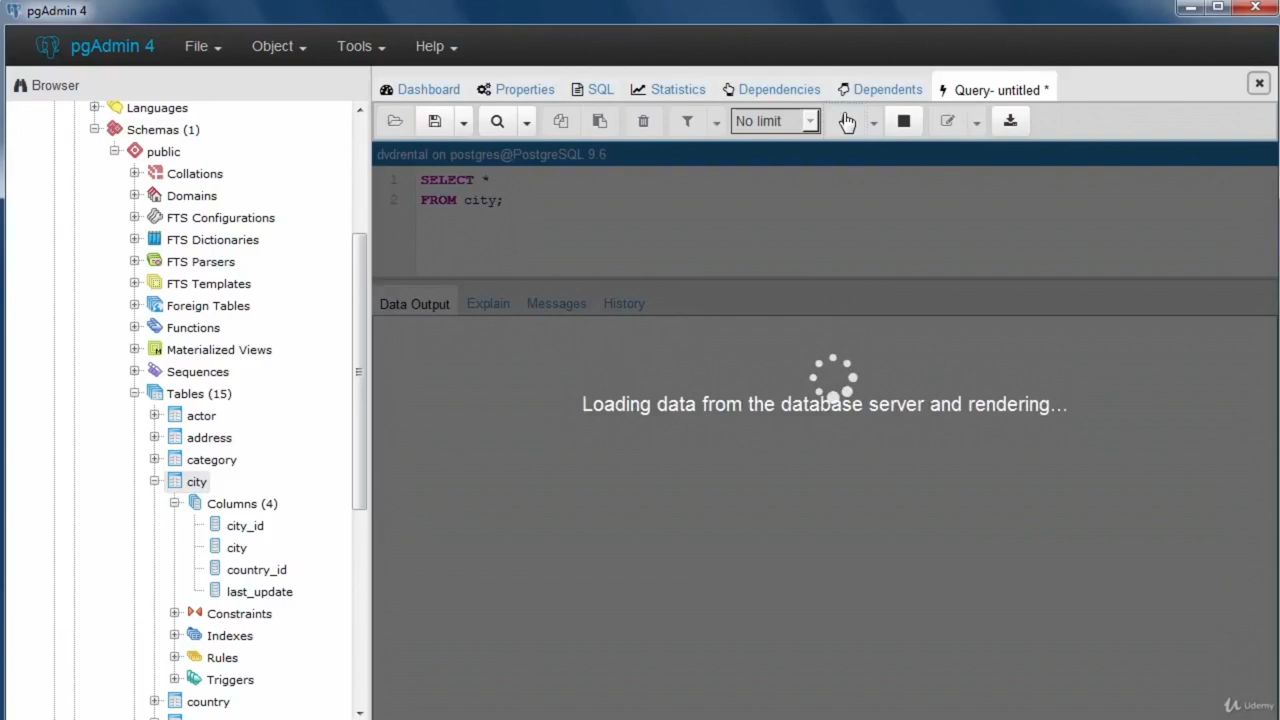 pgAdmin 4
pgAdmin 4 File Object Tools Help
Browser
Dashboard Properties SQL Statistics Dependencies Dependents Query- untitled *
No limit
dvdrental on postgres@PostgreSQL 9.6
1 SELECT *
2 FROM city;
Data Output Explain Messages History
Loading data from the database server and rendering...
Languages
Schemas (1)
public
Collations
Domains
FTS Configurations
FTS Dictionaries
FTS Parsers
FTS Templates
Foreign Tables
Functions
Materialized Views
Sequences
Tables (15)
actor
address
category
city
Columns (4)
city_id
city
country_id
last_update
Constraints
Indexes
Rules
Triggers
country
Udemy